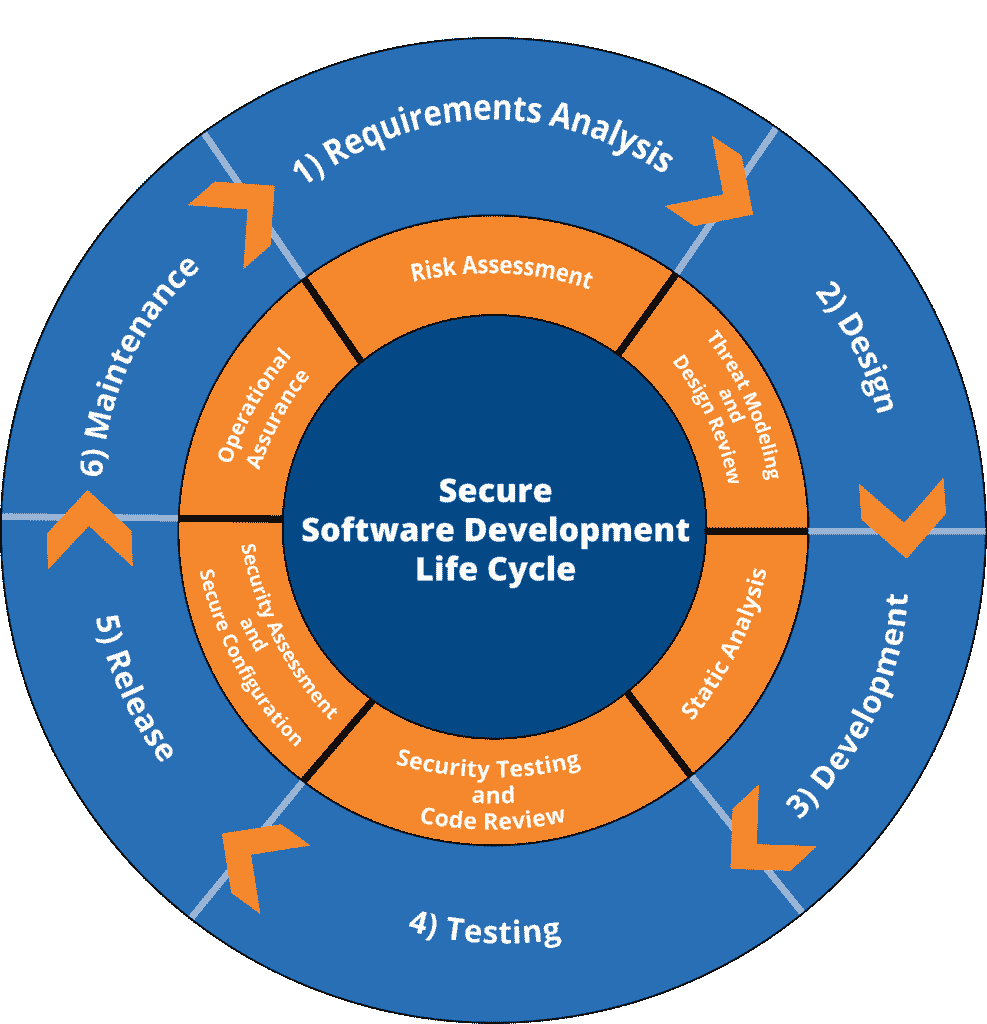 1) Requirements Analysis
Risk Assessment
2) Design
Threat Modeling
and
Design Review
3) Development
Static Analysis
4) Testing
Security Testing
and
Code Review
5) Release
Security Assessment
and
Secure Configuration
6) Maintenance
Operational
Assurance
Secure
Software Development
Life Cycle